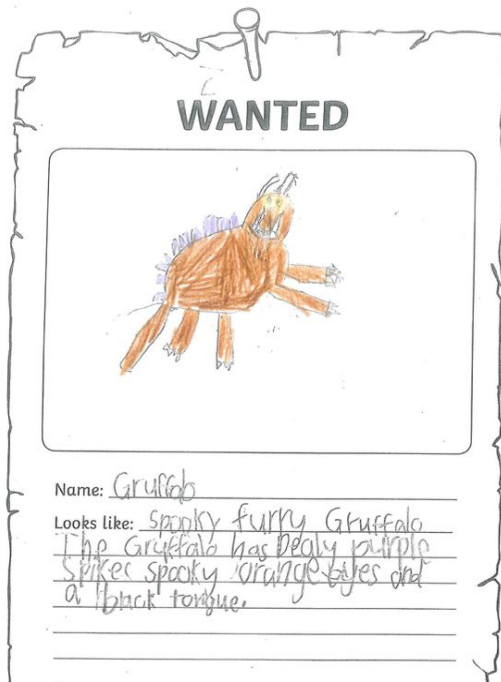 WANTED
Name: Gruffalo
Looks like: spooky furry Gruffalo
The Gruffalo has pegly purple
Spikes spooky orange eyes and
a black tongue.